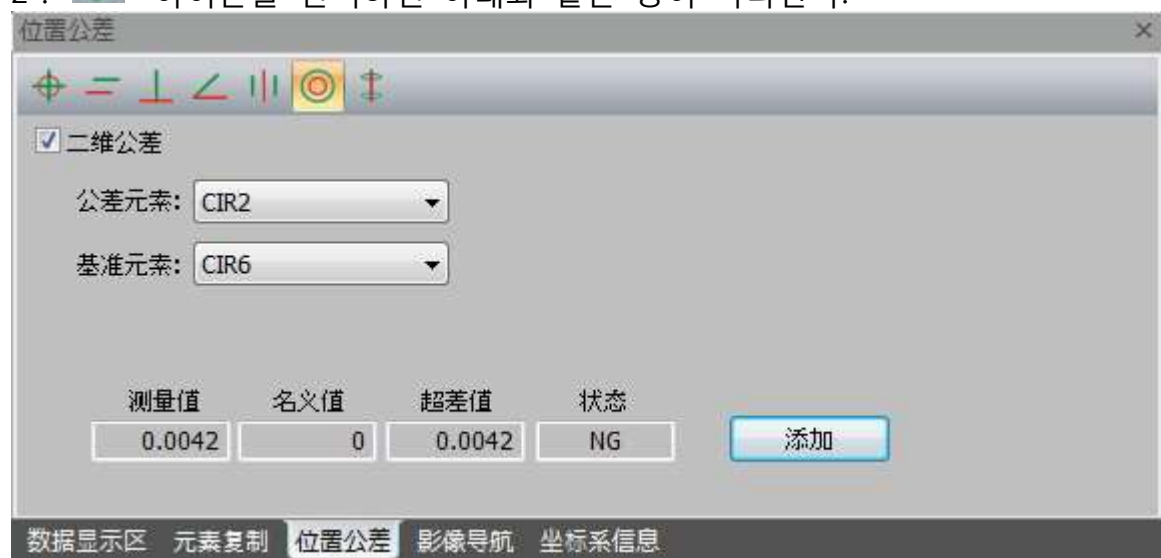 位置公差
二维公差
公差元素: CIR2
基准元素: CIR6
测量值 名义值 超差值 状态
0.0042 0 0.0042 NG 添加
数据显示区 元素复制 位置公差 影像导航 坐标系信息